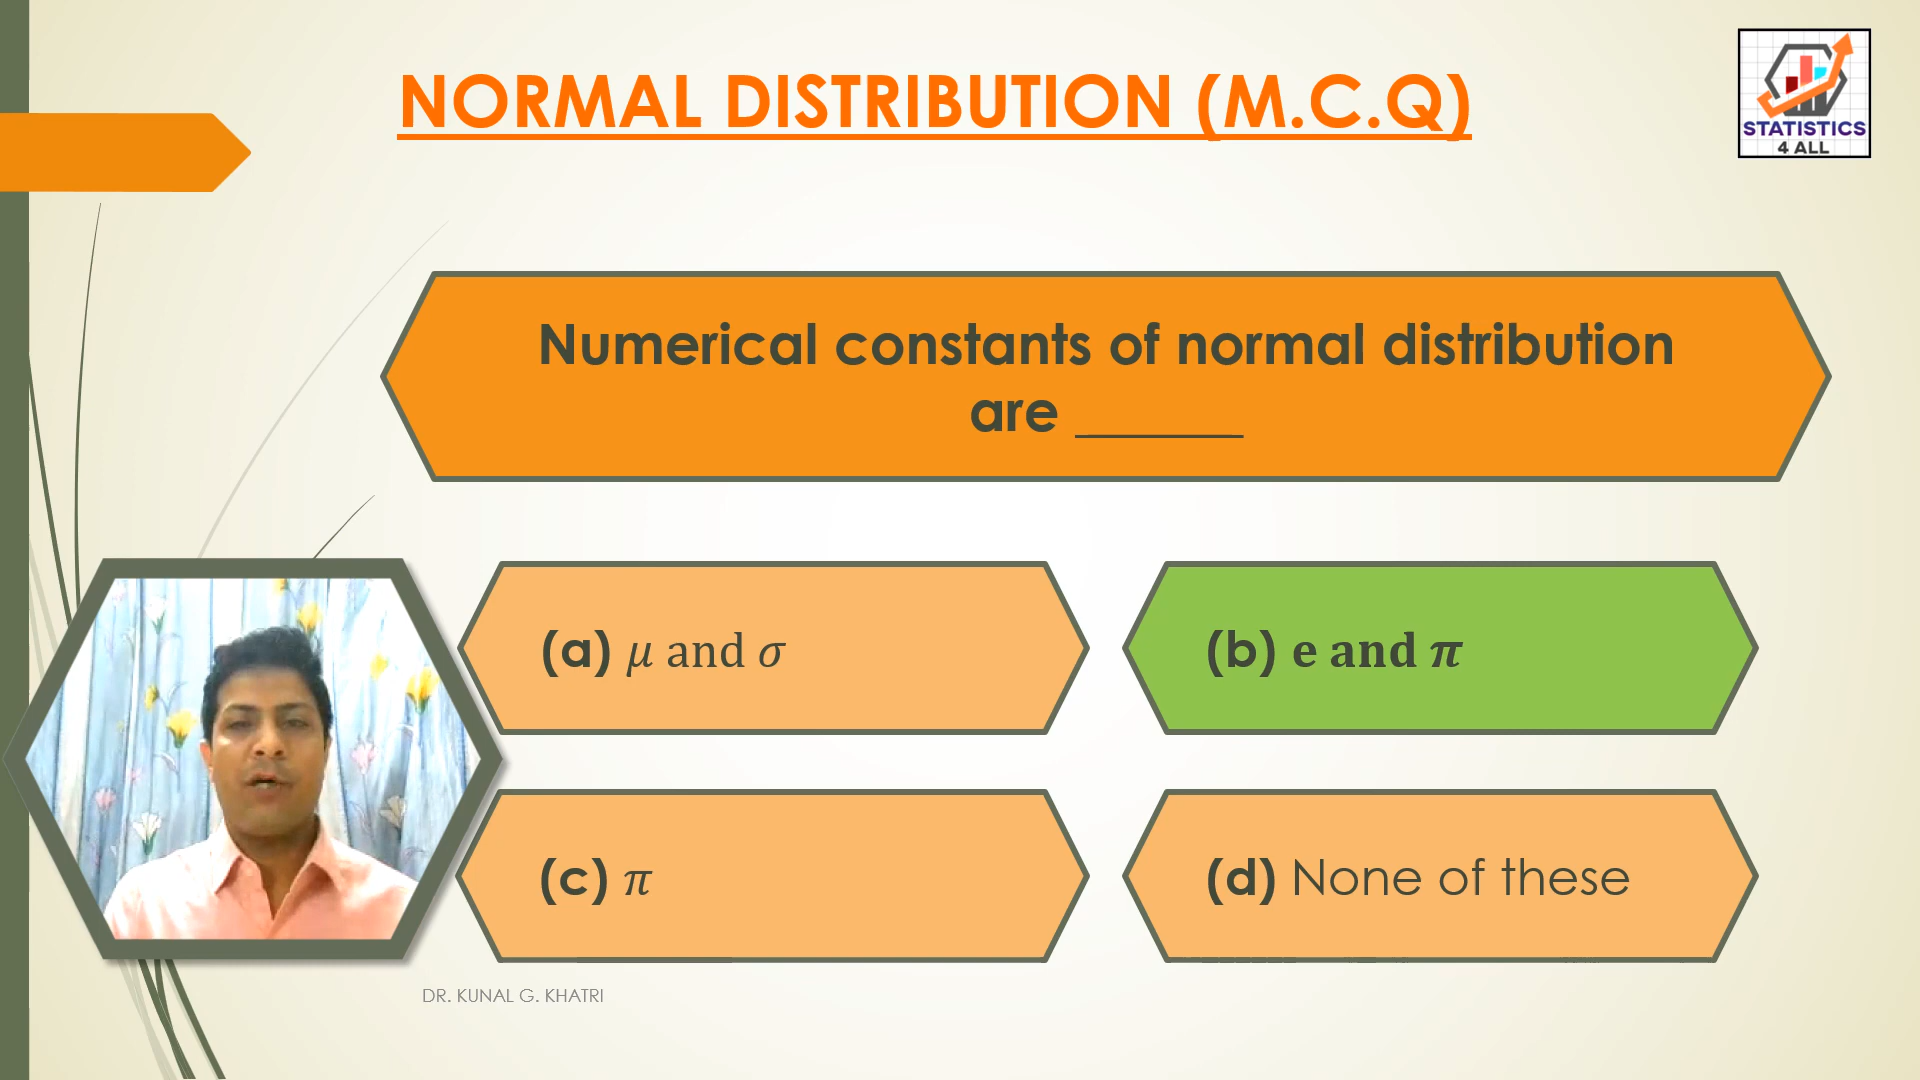 NORMAL DISTRIBUTION (M.C.Q)
STATISTICS
4 ALL
Numerical constants of normal distribution
are ______
(a) μ and σ
(b) e and π
(c) π
(d) None of these
DR. KUNAL G. KHATRI